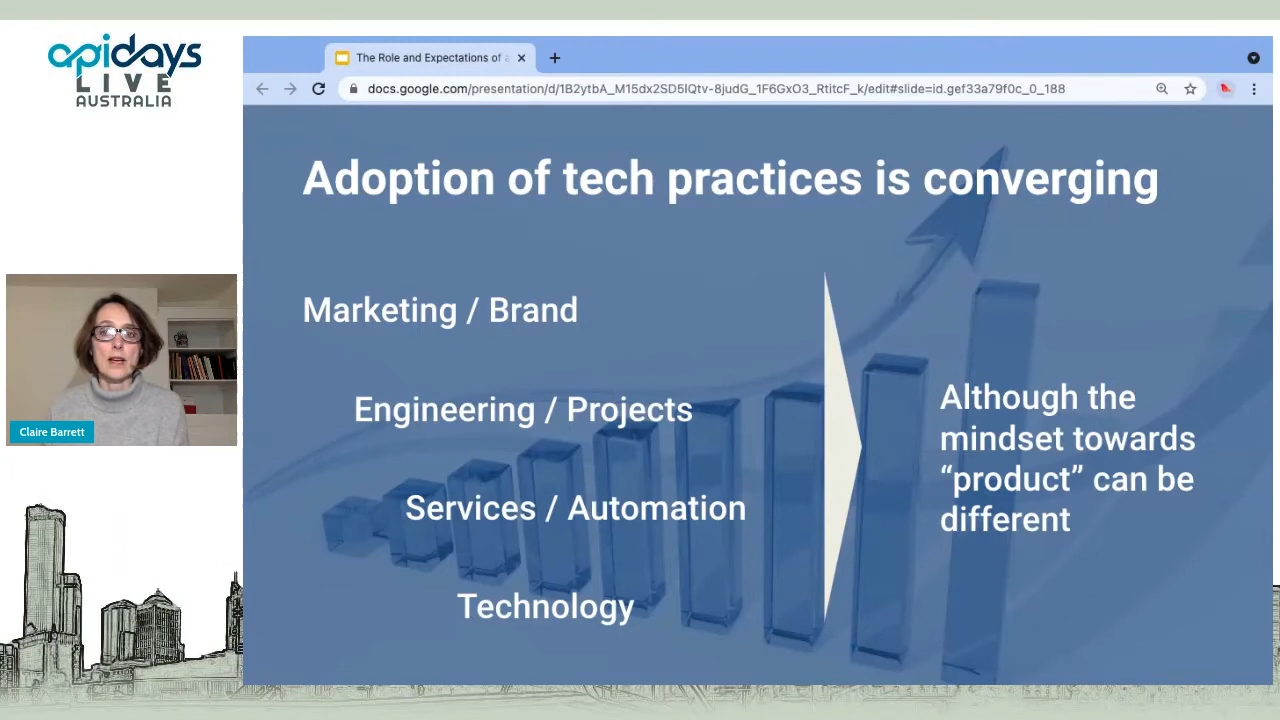 apidays
LIVE
AUSTRALIA
The Role and Expectations of
docs.google.com/presentation/d/1B2ytbA_M15dx2SD5lQtv-8judG_1F6GxO3_RtitcF_k/edit#slide=id.gef33a79f0c_0_188
Adoption of tech practices is converging
Marketing / Brand
Engineering / Projects
Services / Automation
Technology
Although the
mindset towards
“product” can be
different
Claire Barrett